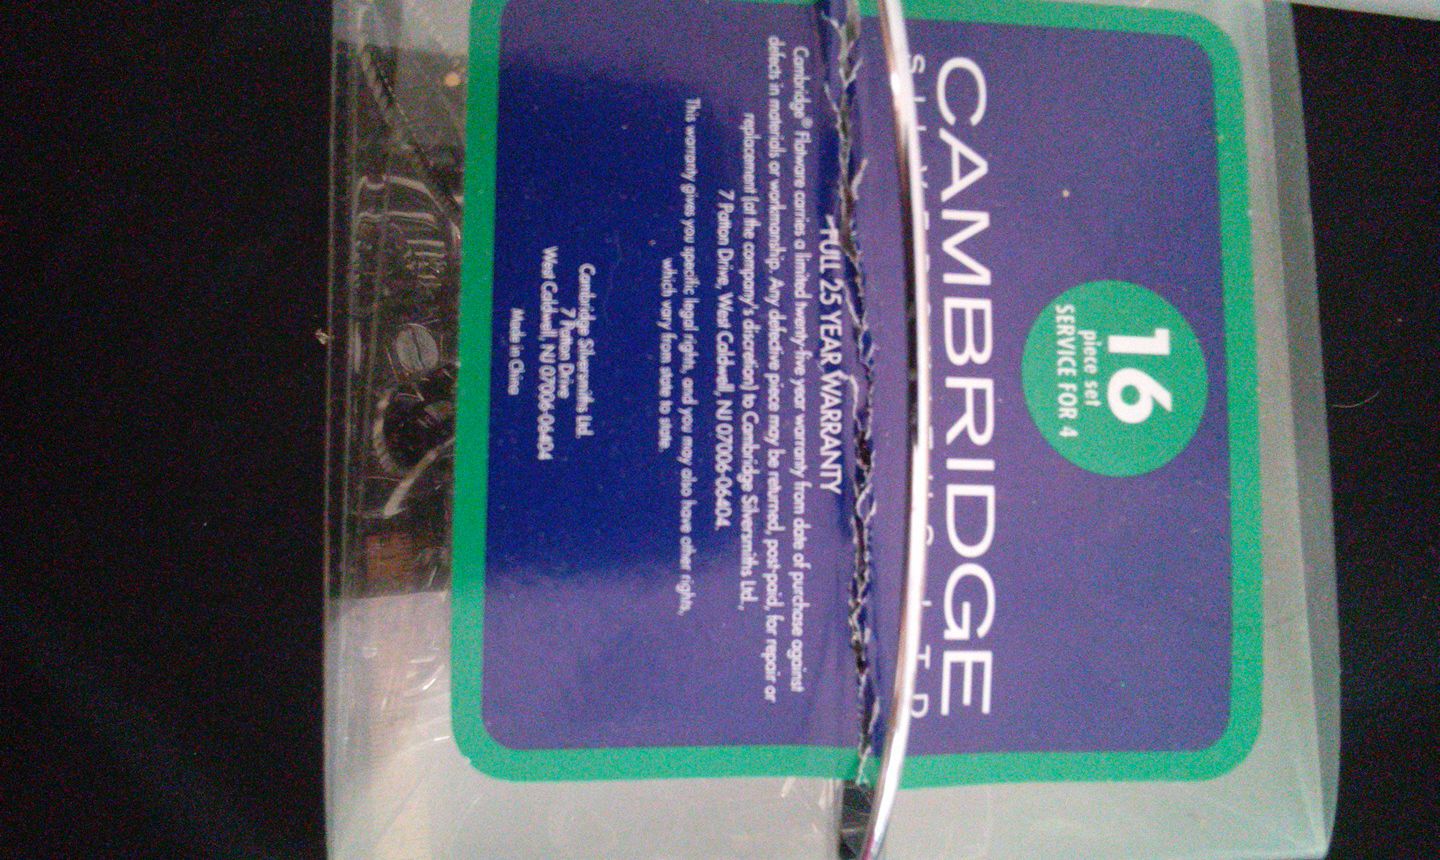 16
piece set
SERVICE FOR 4
CAMBRIDGE
FULL 25 YEAR WARRANTY
Cambridge® Flatware carries a limited twenty-five year warranty from date of purchase against
defects in materials or workmanship. Any defective piece may be returned, post-paid, for repair or
replacement (at the company's discretion) to Cambridge Silversmiths Ltd.,
7 Patton Drive, West Caldwell, NJ 07006-06404.
This warranty gives you specific legal rights, and you may also have other rights,
which vary from state to state.
Cambridge Silversmiths Ltd.
7 Patton Drive
West Caldwell, NJ 07006-06404
Made in China